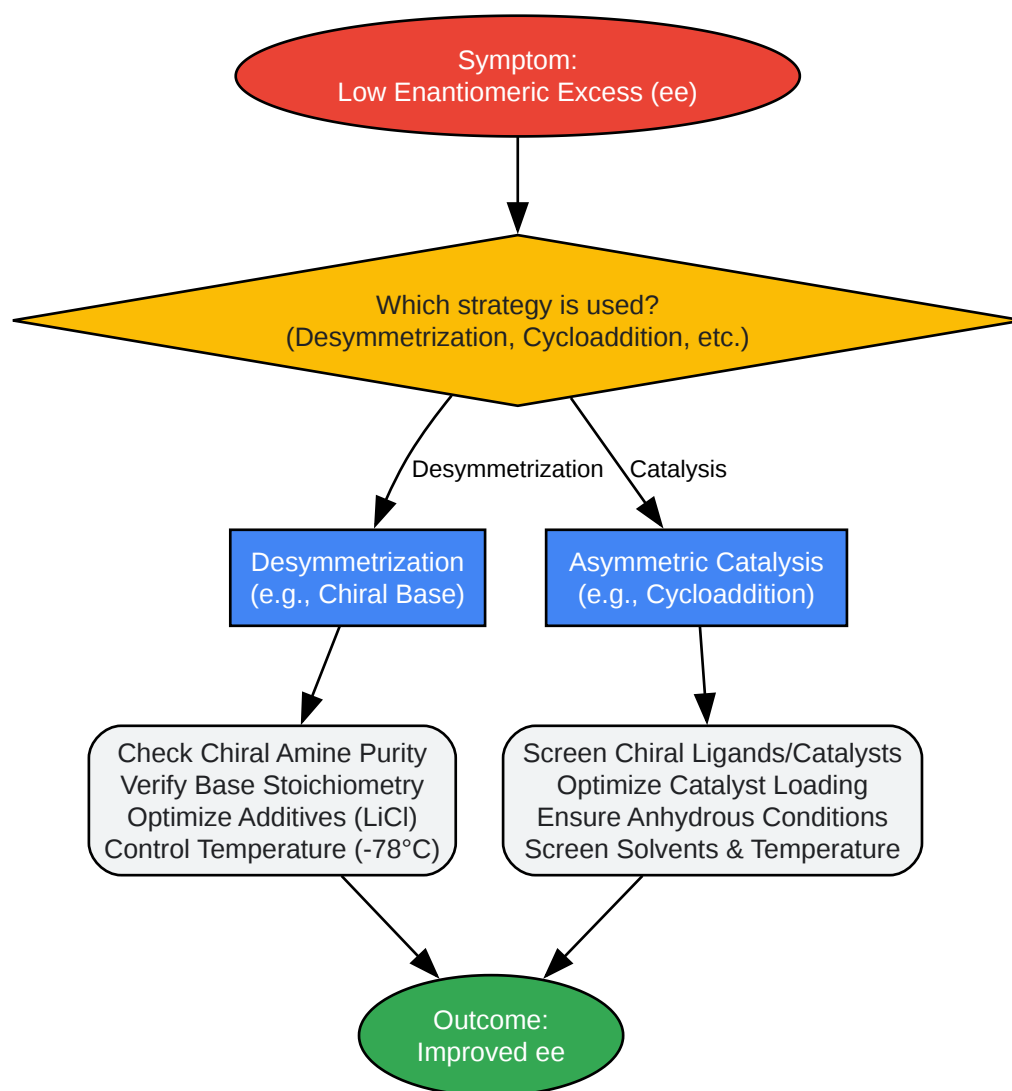 Symptom:
Low Enantiomeric Excess (ee)
Which strategy is used?
(Desymmetrization, Cycloaddition, etc.)
Desymmetrization
Catalysis
Desymmetrization
(e.g., Chiral Base)
Asymmetric Catalysis
(e.g., Cycloaddition)
Check Chiral Amine Purity
Verify Base Stoichiometry
Optimize Additives (LiCl)
Control Temperature (-78°C)
Screen Chiral Ligands/Catalysts
Optimize Catalyst Loading
Ensure Anhydrous Conditions
Screen Solvents & Temperature
Outcome:
Improved ee